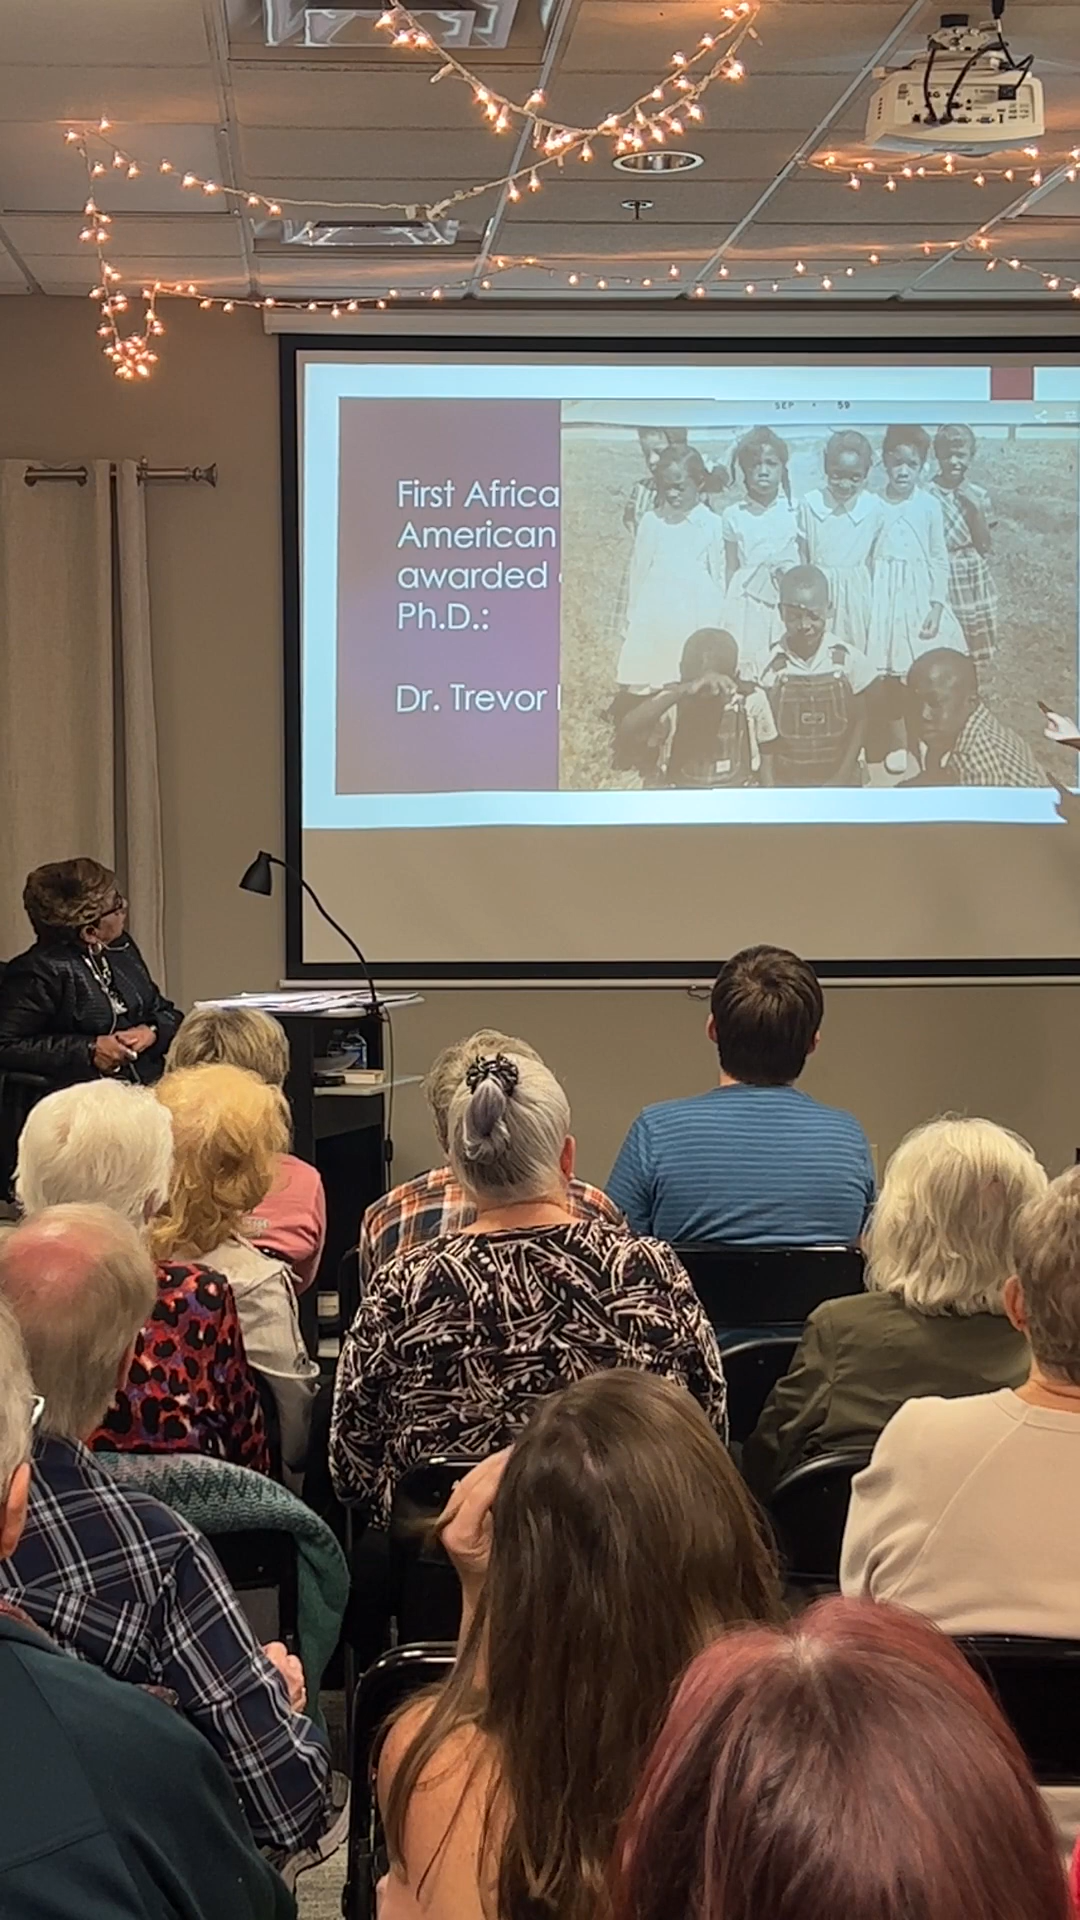 SEP • 59
First Africa
American
awarded
Ph.D.:
Dr. Trevor